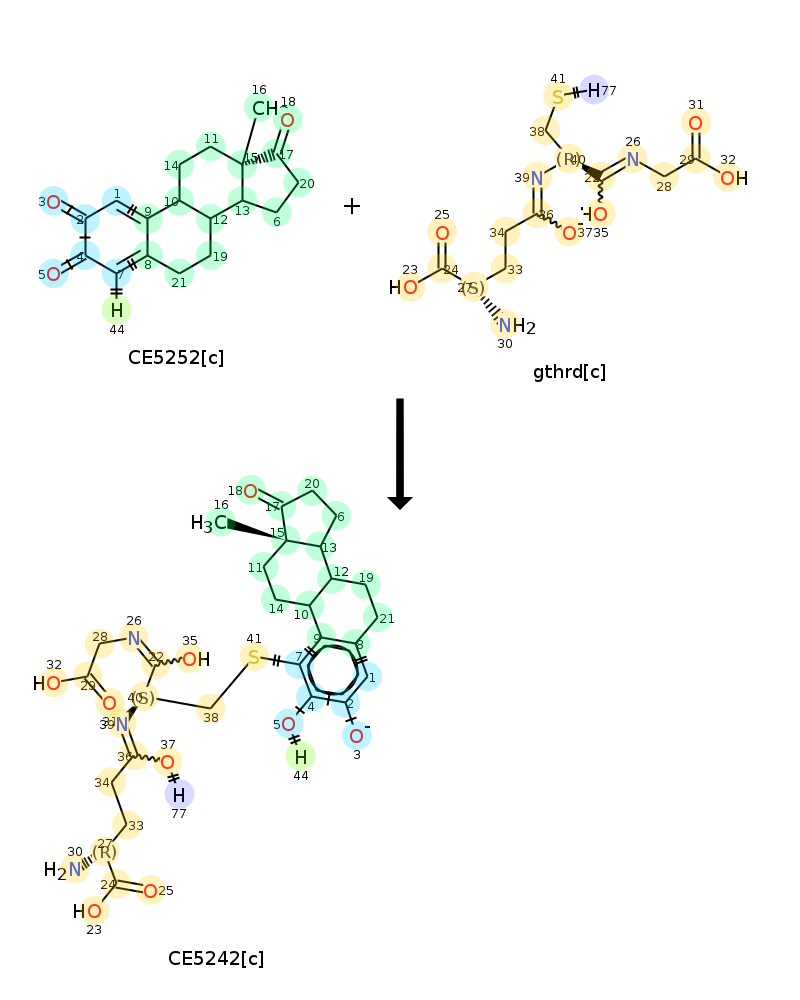 16
CH
18
O
41
S
H
77
31
O
11
15
17
38
(R)
40
26
N
29
32
OH
14
1
39
N
22
28
3
O
2
9
10
20
+
36
HO
35
25
O
34
O
-
37
12
13
6
5
O
4
8
7
19
33
21
23
HO
24
(S)
27
H
44
NH2
30
CE5252[c]
gthrd[c]
18
O
17
20
16
H3C
6
15
13
11
12
19
14
10
21
26
N
28
22
35
OH
41
S
9
8
7
1
32
HO
29
O
31
(S)
40
4
2
38
39
N
5
O
O
-
3
37
O
36
H
44
34
H
77
33
30
H2N
27
(R)
24
O
25
HO
23
CE5242[c]